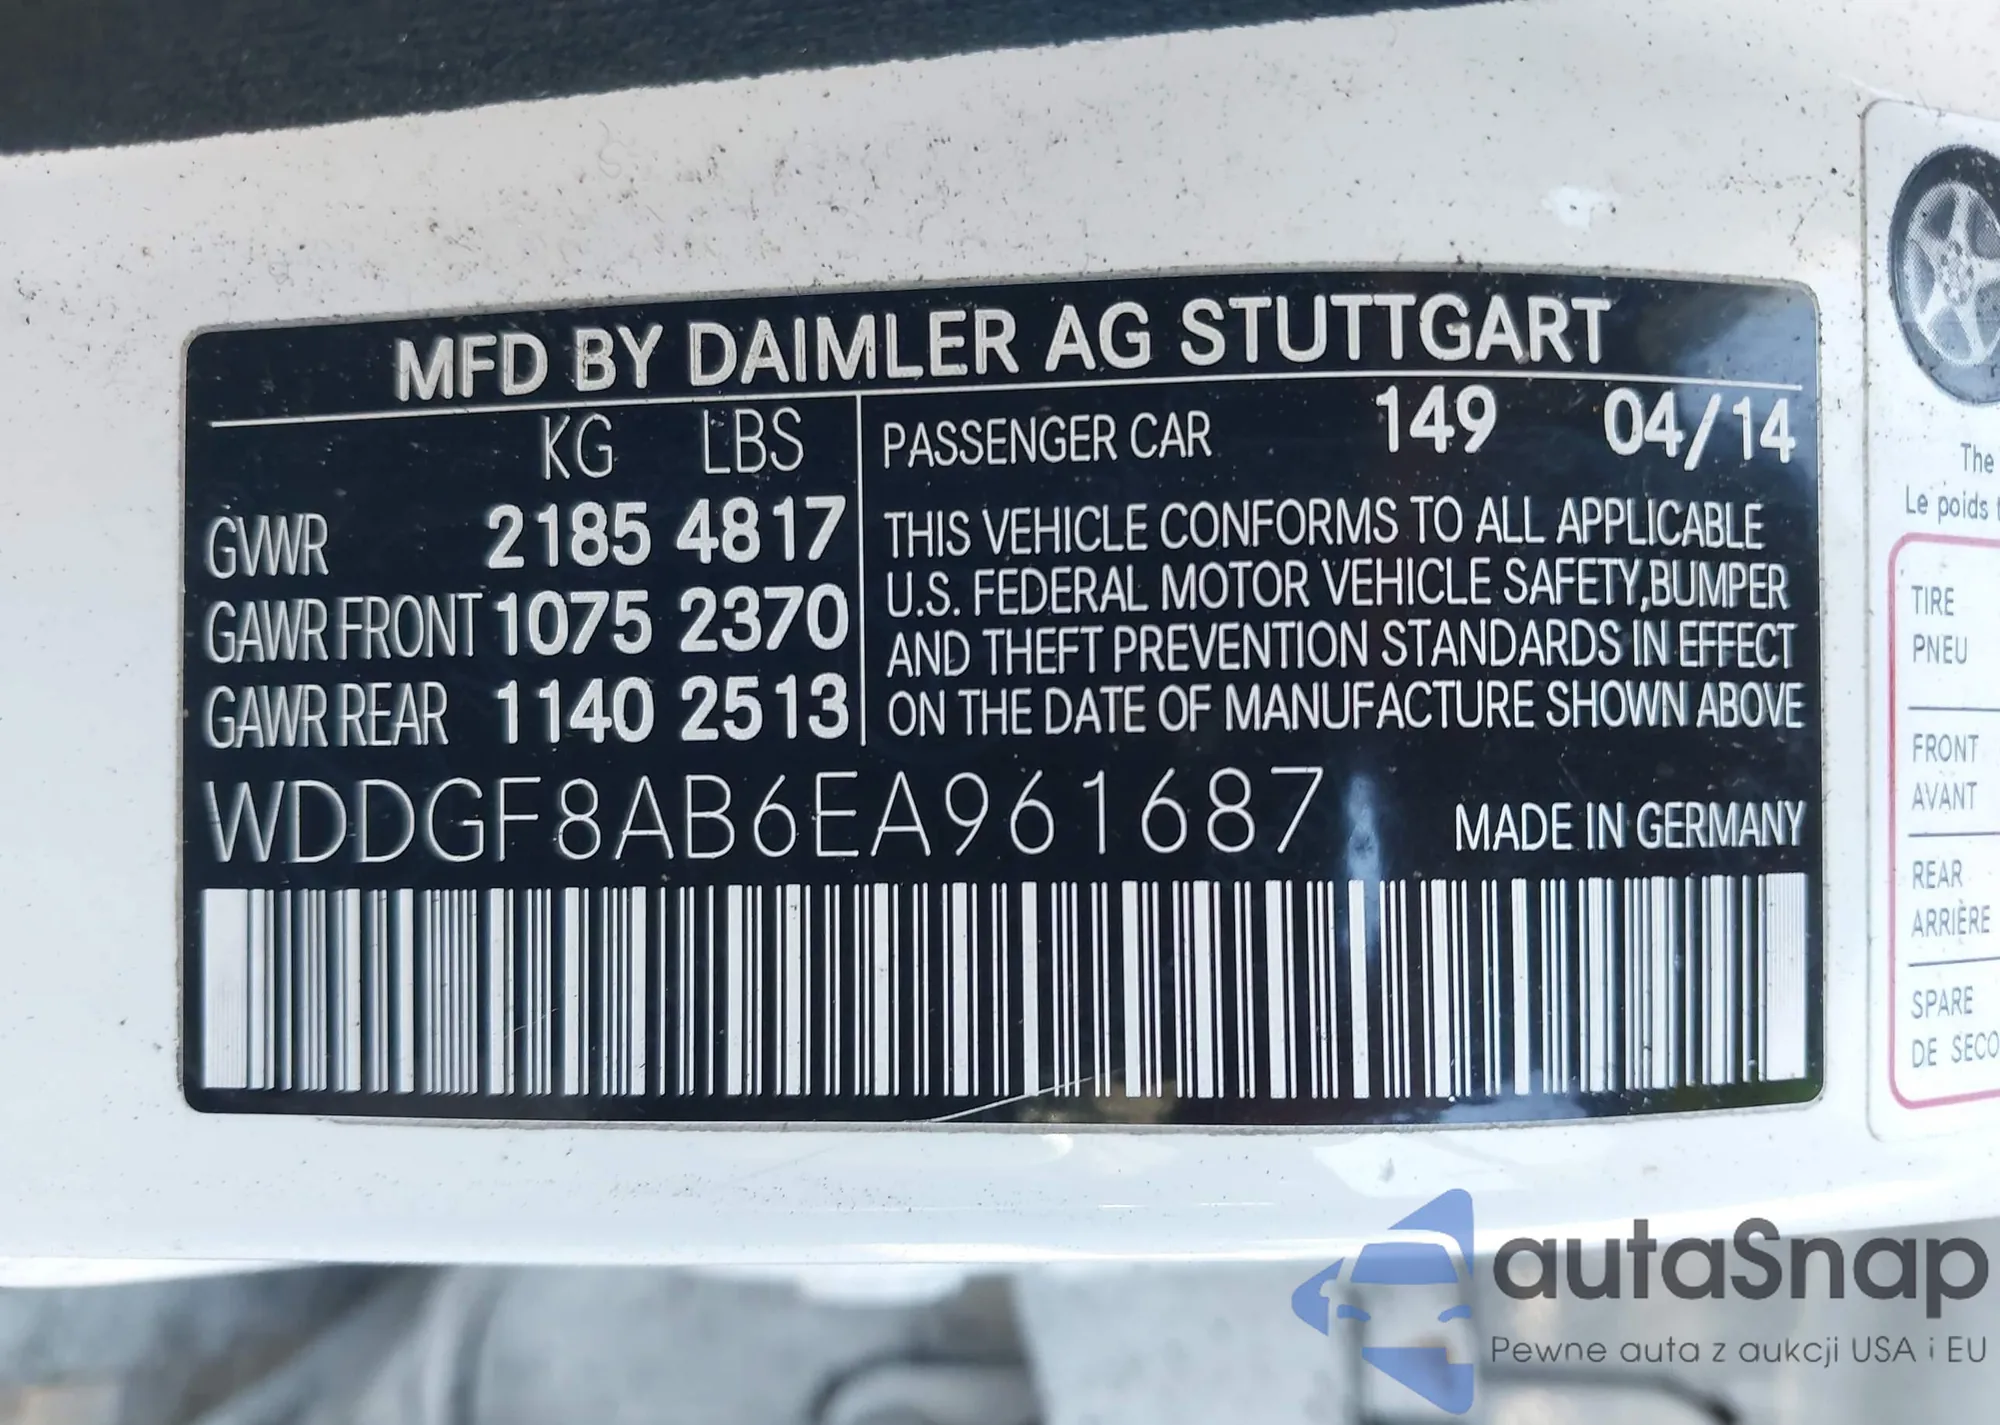 MFD BY DAIMLER AG STUTTGART
KG LBS
GVWR 2185 4817
GAWR FRONT 1075 2370
GAWR REAR 1140 2513
PASSENGER CAR 149 04/14
THIS VEHICLE CONFORMS TO ALL APPLICABLE
U.S. FEDERAL MOTOR VEHICLE SAFETY,BUMPER
AND THEFT PREVENTION STANDARDS IN EFFECT
ON THE DATE OF MANUFACTURE SHOWN ABOVE
WDDGF8AB6EA961687
MADE IN GERMANY
The
Le poids t
TIRE
PNEU
FRONT
AVANT
REAR
ARRIÈRE
SPARE
DE SECO
autaSnap
Pewne auta z aukcji USA i EU